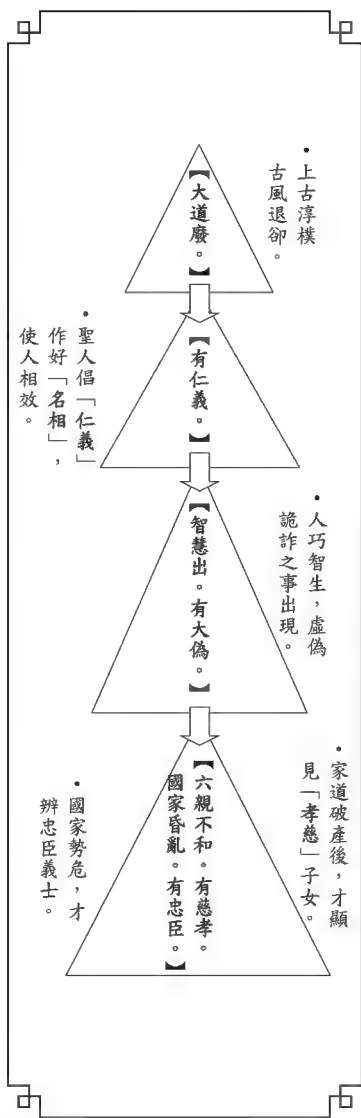 • 上古淳樸
古風退卻。
【大道廢。】
【有仁義。】
• 聖人倡「仁義」
作好「名相」，
使人相效。
• 人巧智生，虛偽
詭詐之事出現。
【智慧出。有大偽。】
• 家道破產後，才顯
見「孝慈」子女。
【六親不和。有慈孝。
國家昏亂。有忠臣。】
• 國家勢危，才
辨忠臣義士。